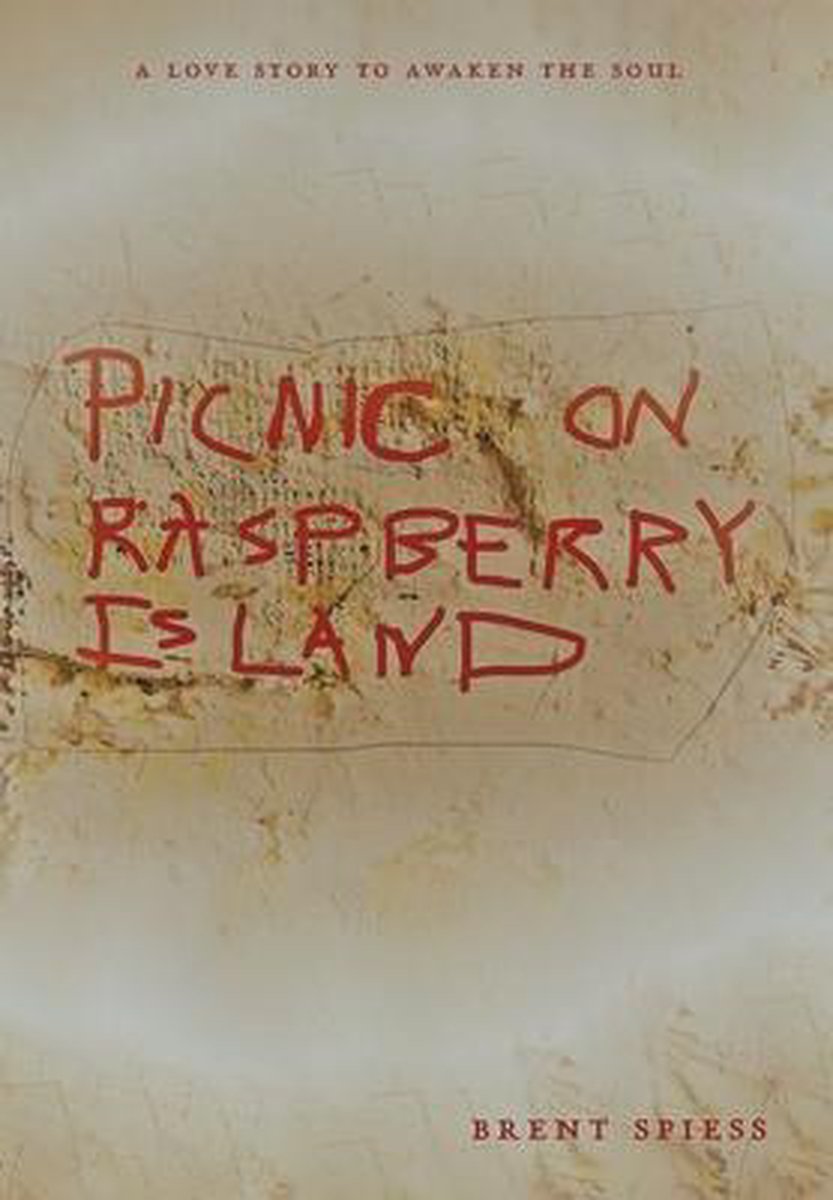 A LOVE STORY TO AWAKEN THE SOUL
PICNIC ON
RASPBERRY
ISLAND
BRENT SPIESS